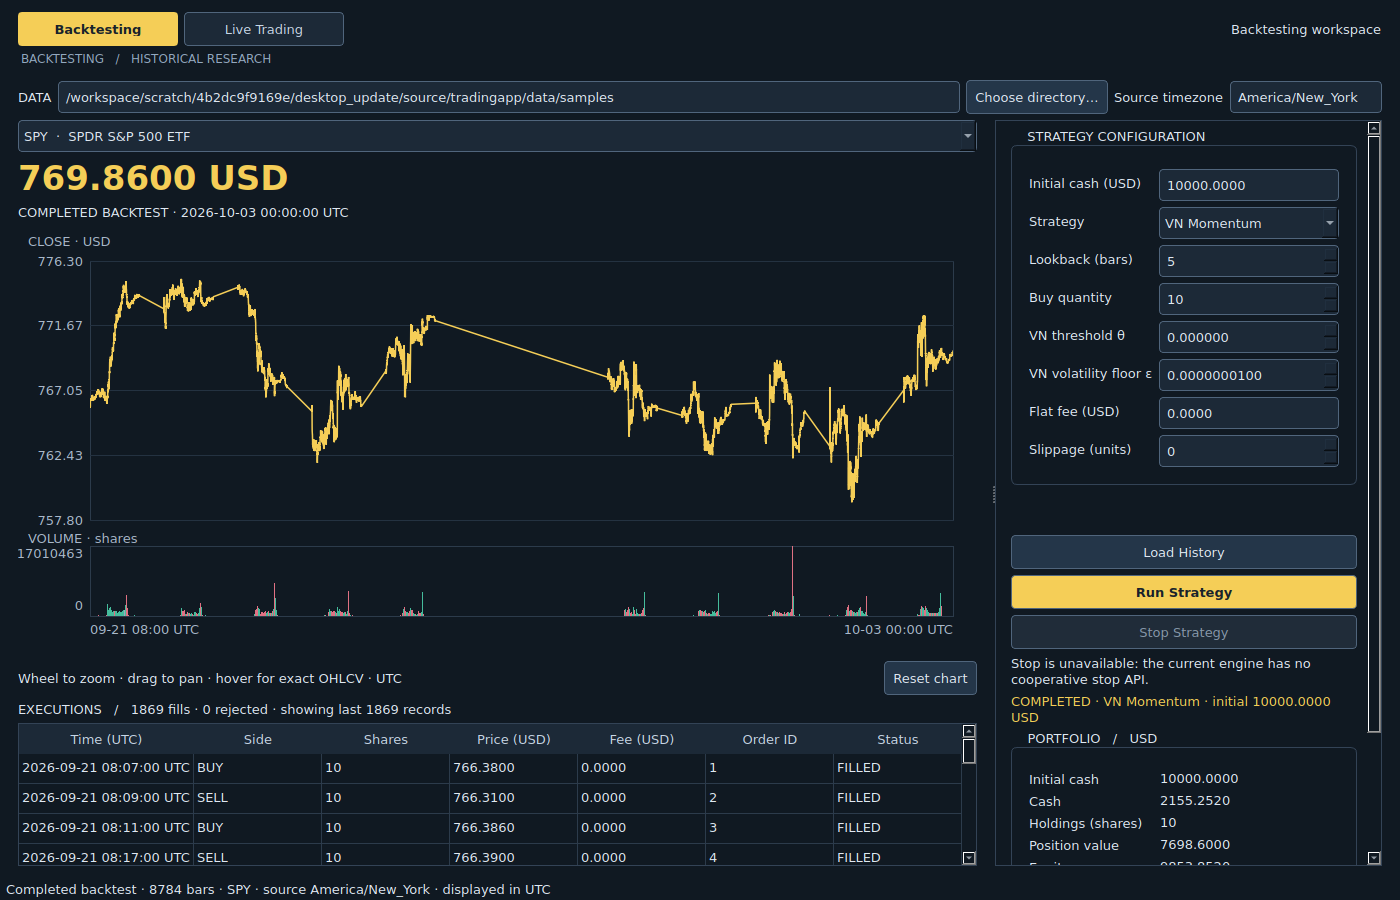 Backtesting
Live Trading
Backtesting workspace
BACKTESTING / HISTORICAL RESEARCH
DATA
/workspace/scratch/4b2dc9f9169e/desktop_update/source/tradingapp/data/samples
Choose directory...
Source timezone
America/New_York
SPY · SPDR S&P 500 ETF
769.8600 USD
COMPLETED BACKTEST · 2026-10-03 00:00:00 UTC
CLOSE · USD
776.30
771.67
767.05
762.43
757.80
VOLUME · shares
17010463
0
09-21 08:00 UTC
10-03 00:00 UTC
Wheel to zoom · drag to pan · hover for exact OHLCV · UTC
Reset chart
EXECUTIONS / 1869 fills · 0 rejected · showing last 1869 records
Time (UTC) Side Shares Price (USD) Fee (USD) Order ID Status
2026-09-21 08:07:00 UTC BUY 10 766.3800 0.0000 1 FILLED
2026-09-21 08:09:00 UTC SELL 10 766.3100 0.0000 2 FILLED
2026-09-21 08:11:00 UTC BUY 10 766.3860 0.0000 3 FILLED
2026-09-21 08:17:00 UTC SELL 10 766.3900 0.0000 4 FILLED
STRATEGY CONFIGURATION
Initial cash (USD) 10000.0000
Strategy VN Momentum
Lookback (bars) 5
Buy quantity 10
VN threshold θ 0.000000
VN volatility floor ε 0.0000000100
Flat fee (USD) 0.0000
Slippage (units) 0
Load History
Run Strategy
Stop Strategy
Stop is unavailable: the current engine has no
cooperative stop API.
COMPLETED · VN Momentum · initial 10000.0000
USD
PORTFOLIO / USD
Initial cash 10000.0000
Cash 2155.2520
Holdings (shares) 10
Position value 7698.6000
Completed backtest · 8784 bars · SPY · source America/New_York · displayed in UTC